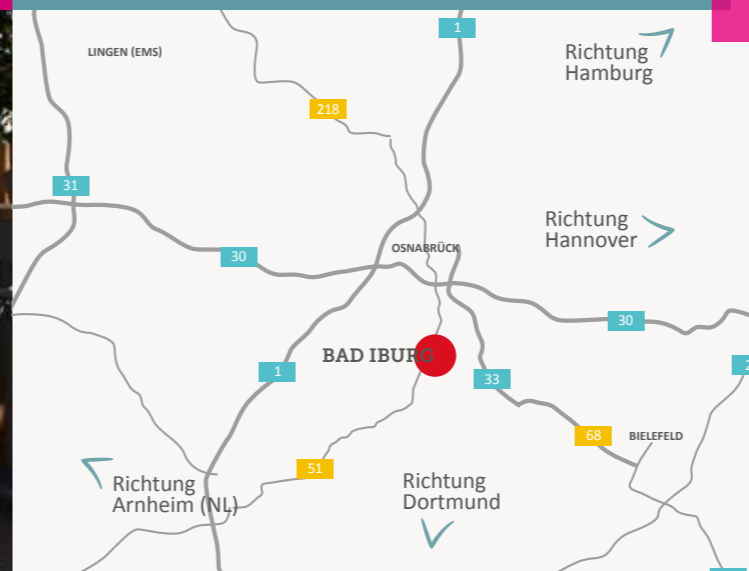 1
LINGEN (EMS)
Richtung
Hamburg
218
31
Richtung
Hannover
OSNABRÜCK
30
30
BAD IBURG
1
33
68
BIELEFELD
51
Richtung
Arnheim (NL)
Richtung
Dortmund